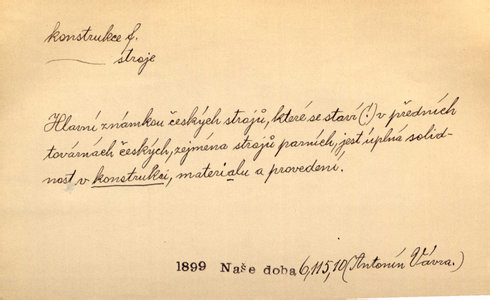 konstrukce f.
stroje
Hlavní známkou českých strojů, které se staví (!) v předních
továrnách českých, zejména strojů parních, jest úplná solid-
nost v konstrukci, materialu a provedení.
1899 Naše doba 6,115,10 (Antonín Vávra.)